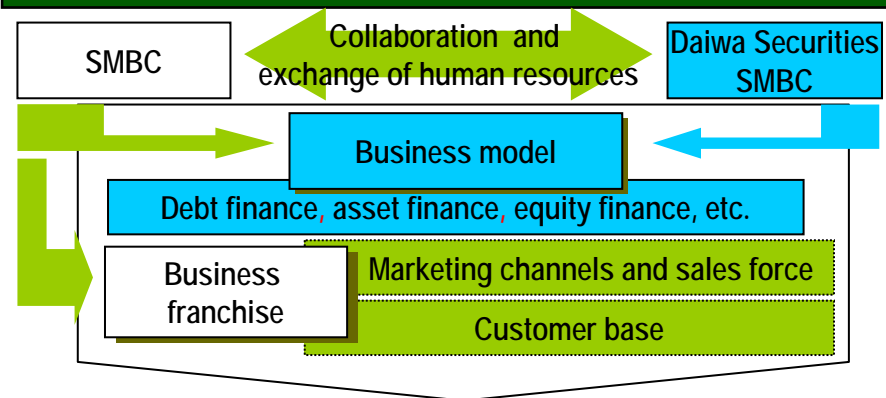 SMBC
Collaboration and
exchange of human resources
Daiwa Securities
SMBC
Business model
Debt finance, asset finance, equity finance, etc.
Business
franchise
Marketing channels and sales force
Customer base